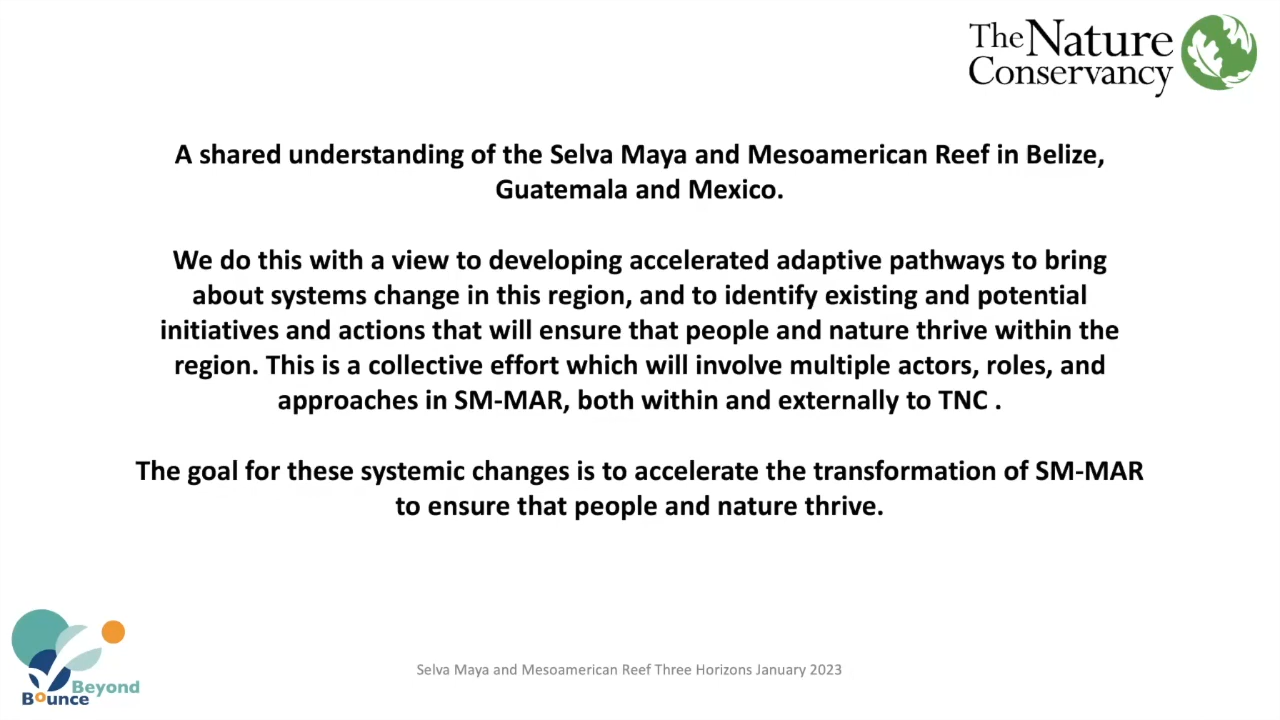 The Nature
Conservancy
A shared understanding of the Selva Maya and Mesoamerican Reef in Belize,
Guatemala and Mexico.
We do this with a view to developing accelerated adaptive pathways to bring
about systems change in this region, and to identify existing and potential
initiatives and actions that will ensure that people and nature thrive within the
region. This is a collective effort which will involve multiple actors, roles, and
approaches in SM-MAR, both within and externally to TNC .
The goal for these systemic changes is to accelerate the transformation of SM-MAR
to ensure that people and nature thrive.
Beyond
Bounce
Selva Maya and Mesoamerican Reef Three Horizons January 2023